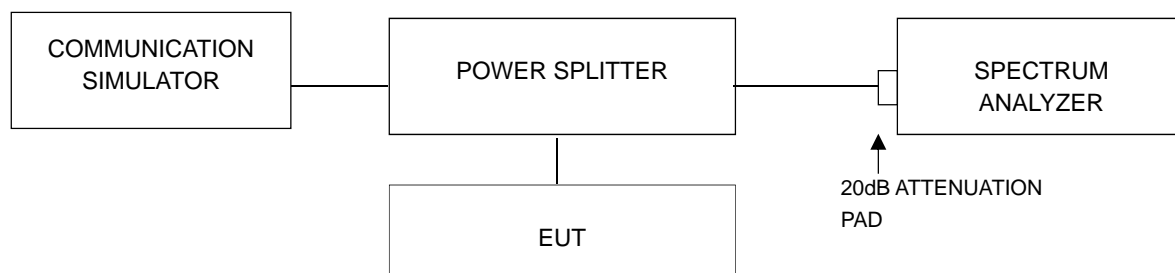 COMMUNICATION
SIMULATOR
POWER SPLITTER
SPECTRUM
ANALYZER
20dB ATTENUATION
PAD
EUT